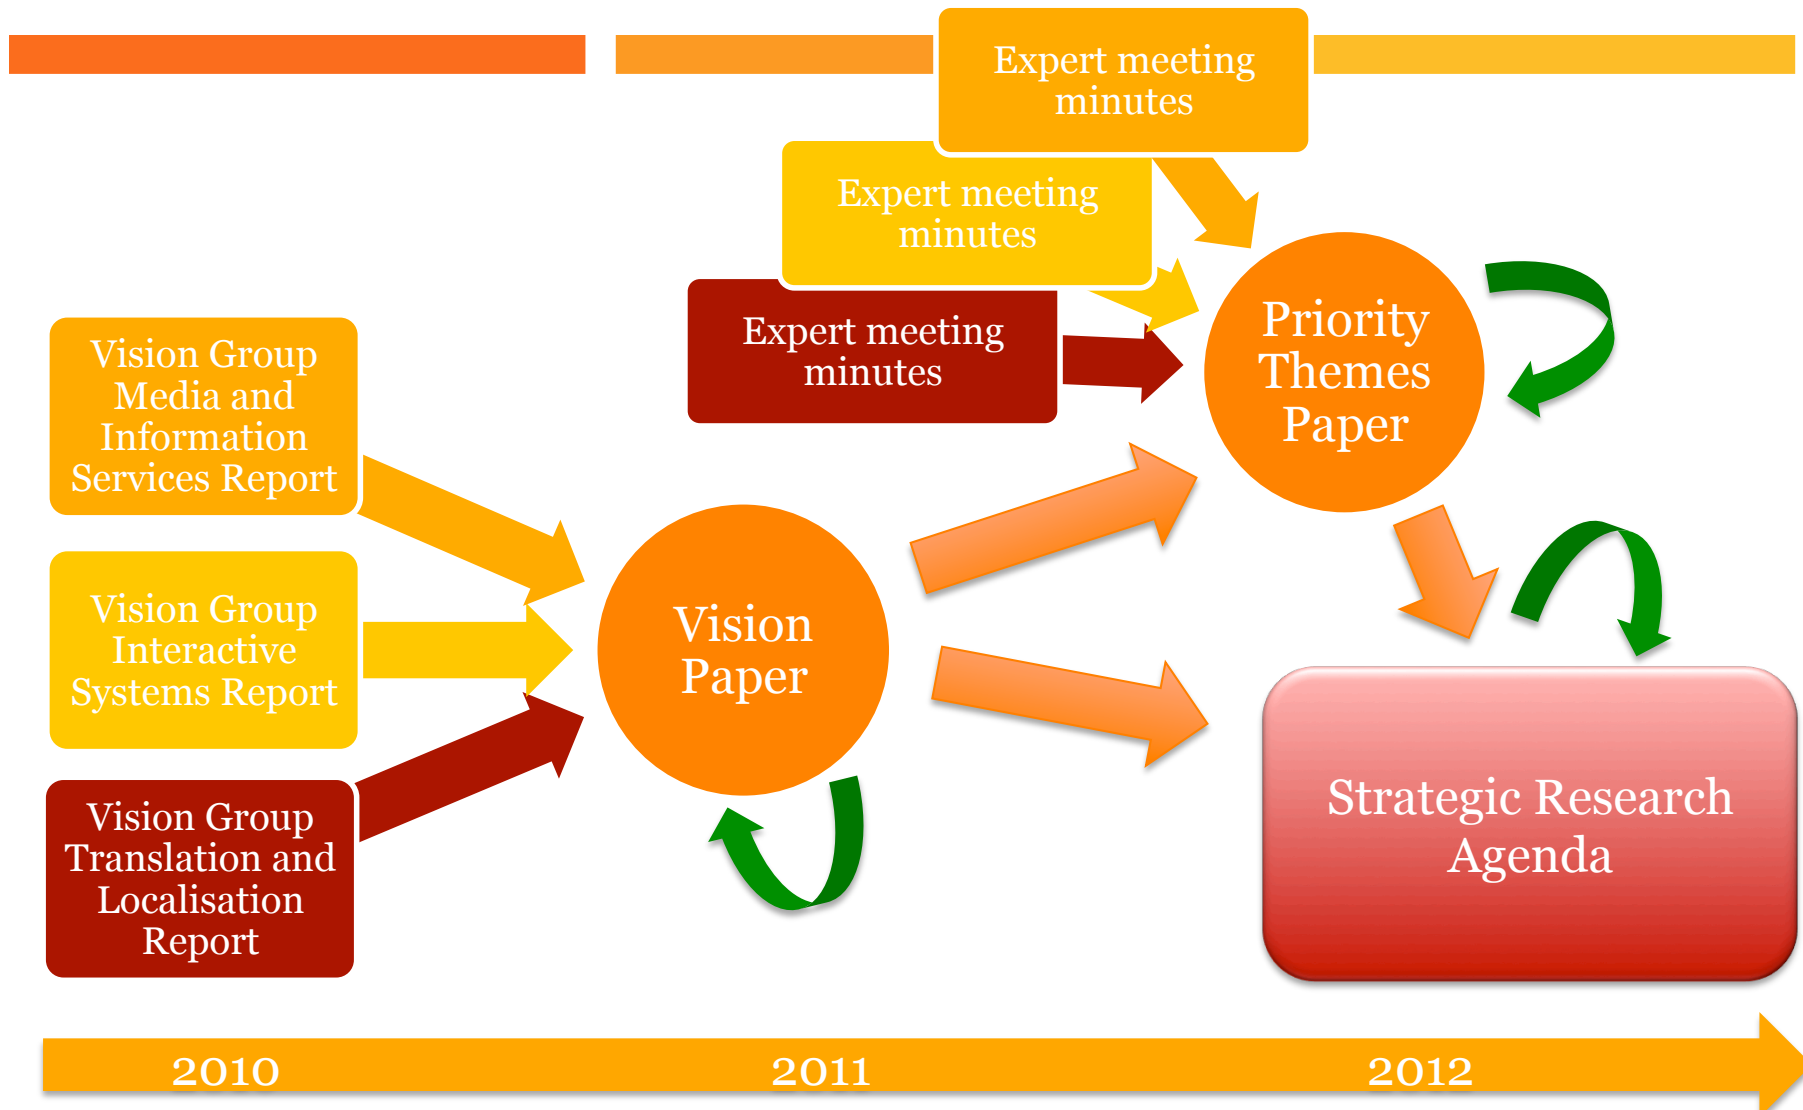 Expert meeting
minutes
Expert meeting
minutes
Expert meeting
minutes
Priority
Themes
Paper
Vision Group
Media and
Information
Services Report
Vision Group
Interactive
Systems Report
Vision Group
Translation and
Localisation
Report
Vision
Paper
Strategic Research
Agenda
2010
2011
2012